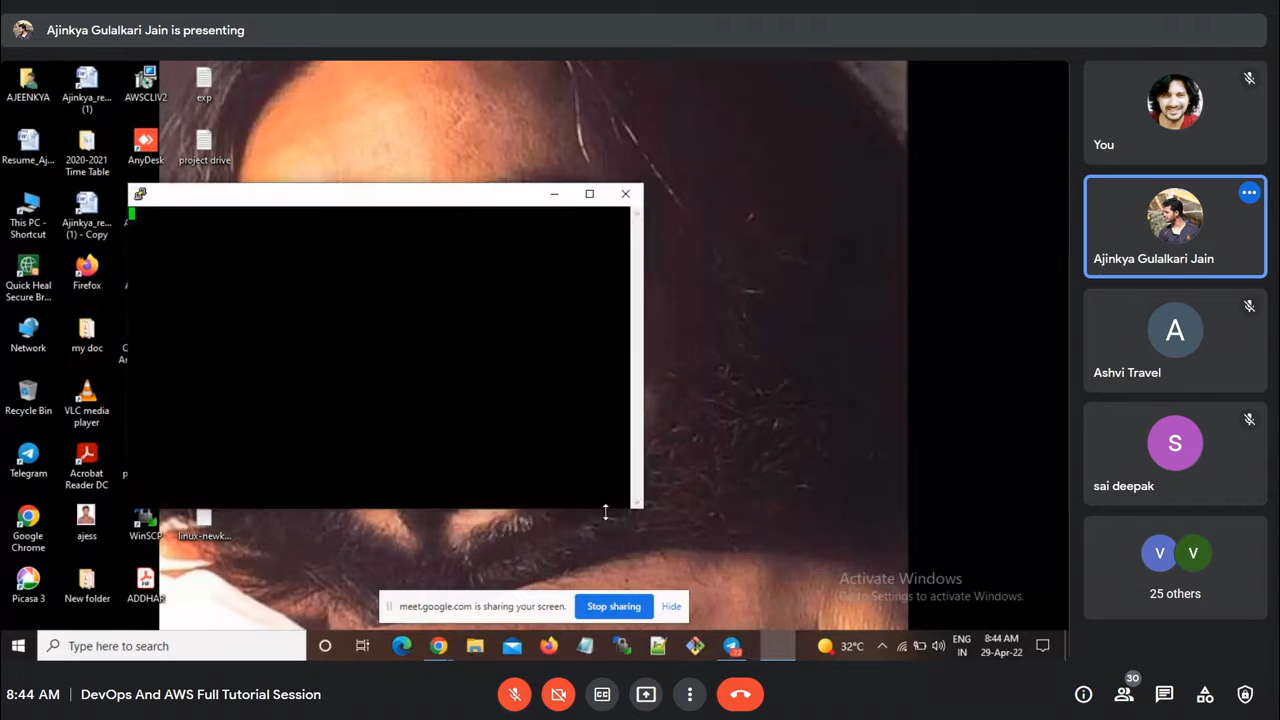 Ajinkya Gulalkari Jain is presenting
AJEENKYA
Ajinkya_re...
(1)
AWSCLIV2
exp
Resume_Aj...
2020-2021
Time Table
AnyDesk
project drive
This PC -
Shortcut
Ajinkya_re...
(1) - Copy
Quick Heal
Secure Br...
Firefox
Network
my doc
Recycle Bin
VLC media
player
Telegram
Acrobat
Reader DC
Google
Chrome
ajess
WinSCP
linux-newk...
Picasa 3
New folder
ADDHAR
Activate Windows
Go to Settings to activate Windows.
meet.google.com is sharing your screen.
Stop sharing
Hide
Type here to search
32°C
ENG
IN
8:44 AM
29-Apr-22
You
Ajinkya Gulalkari Jain
A
Ashvi Travel
S
sai deepak
V
V
25 others
8:44 AM
DevOps And AWS Full Tutorial Session
30